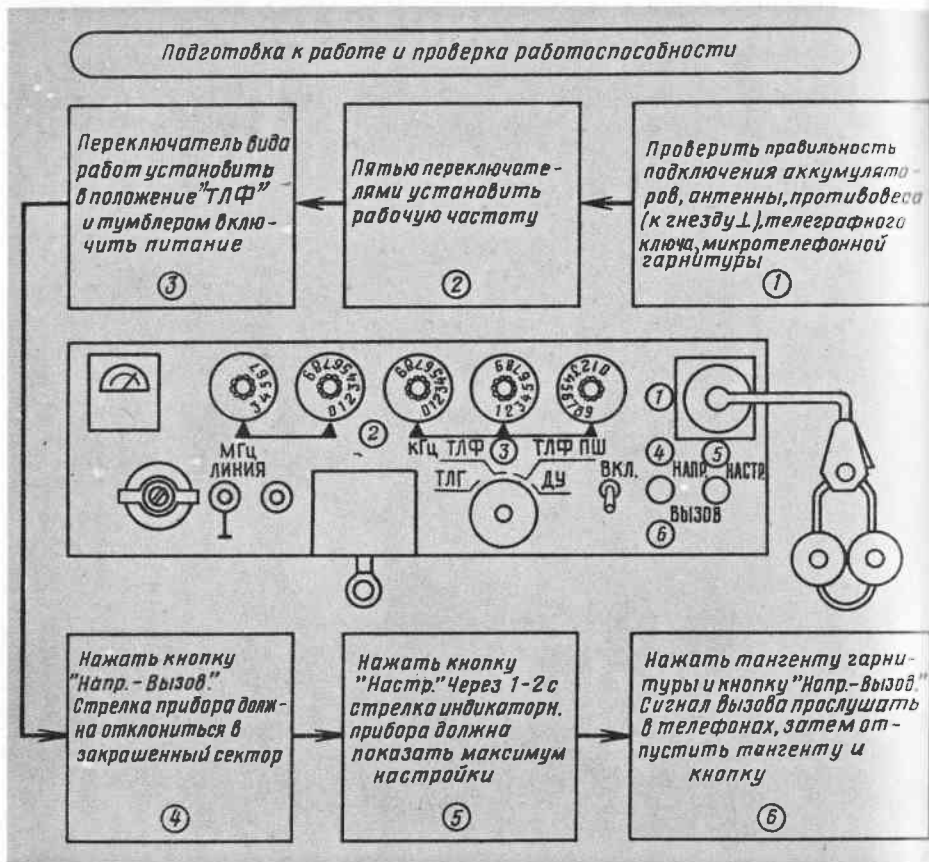 Подготовка к работе и проверка работоспособности
Проверить правильность
подключения аккумулято-
ров, антенны, противовеса
(к гнезду ⊥), телеграфного
ключа, микротелефонной
гарнитуры
1
Пятью переключате-
лями установить
рабочую частоту
2
Переключатель вида
работ установить
в положение "ТЛФ"
и тумблером вклю-
чить питание
3
34567
0123456789
0123456789
123456789
0123456789
1
2
МГц
кГц
ТЛФ
3
ТЛФ ПШ
4
5
ЛИНИЯ
ТЛГ
ДУ
ВКЛ.
НАПР.
НАСТР.
ВЫЗОВ
6
Нажать кнопку
"Напр.-Вызов."
Стрелка прибора долж-
на отклониться в
закрашенный сектор
4
Нажать кнопку
"Настр." Через 1-2 с
стрелка индикаторн.
прибора должна
показать максимум
настройки
5
Нажать тангенту гарни-
туры и кнопку "Напр.-Вызов."
Сигнал вызова прослушать
в телефонах, затем от-
пустить тангенту и
кнопку
6